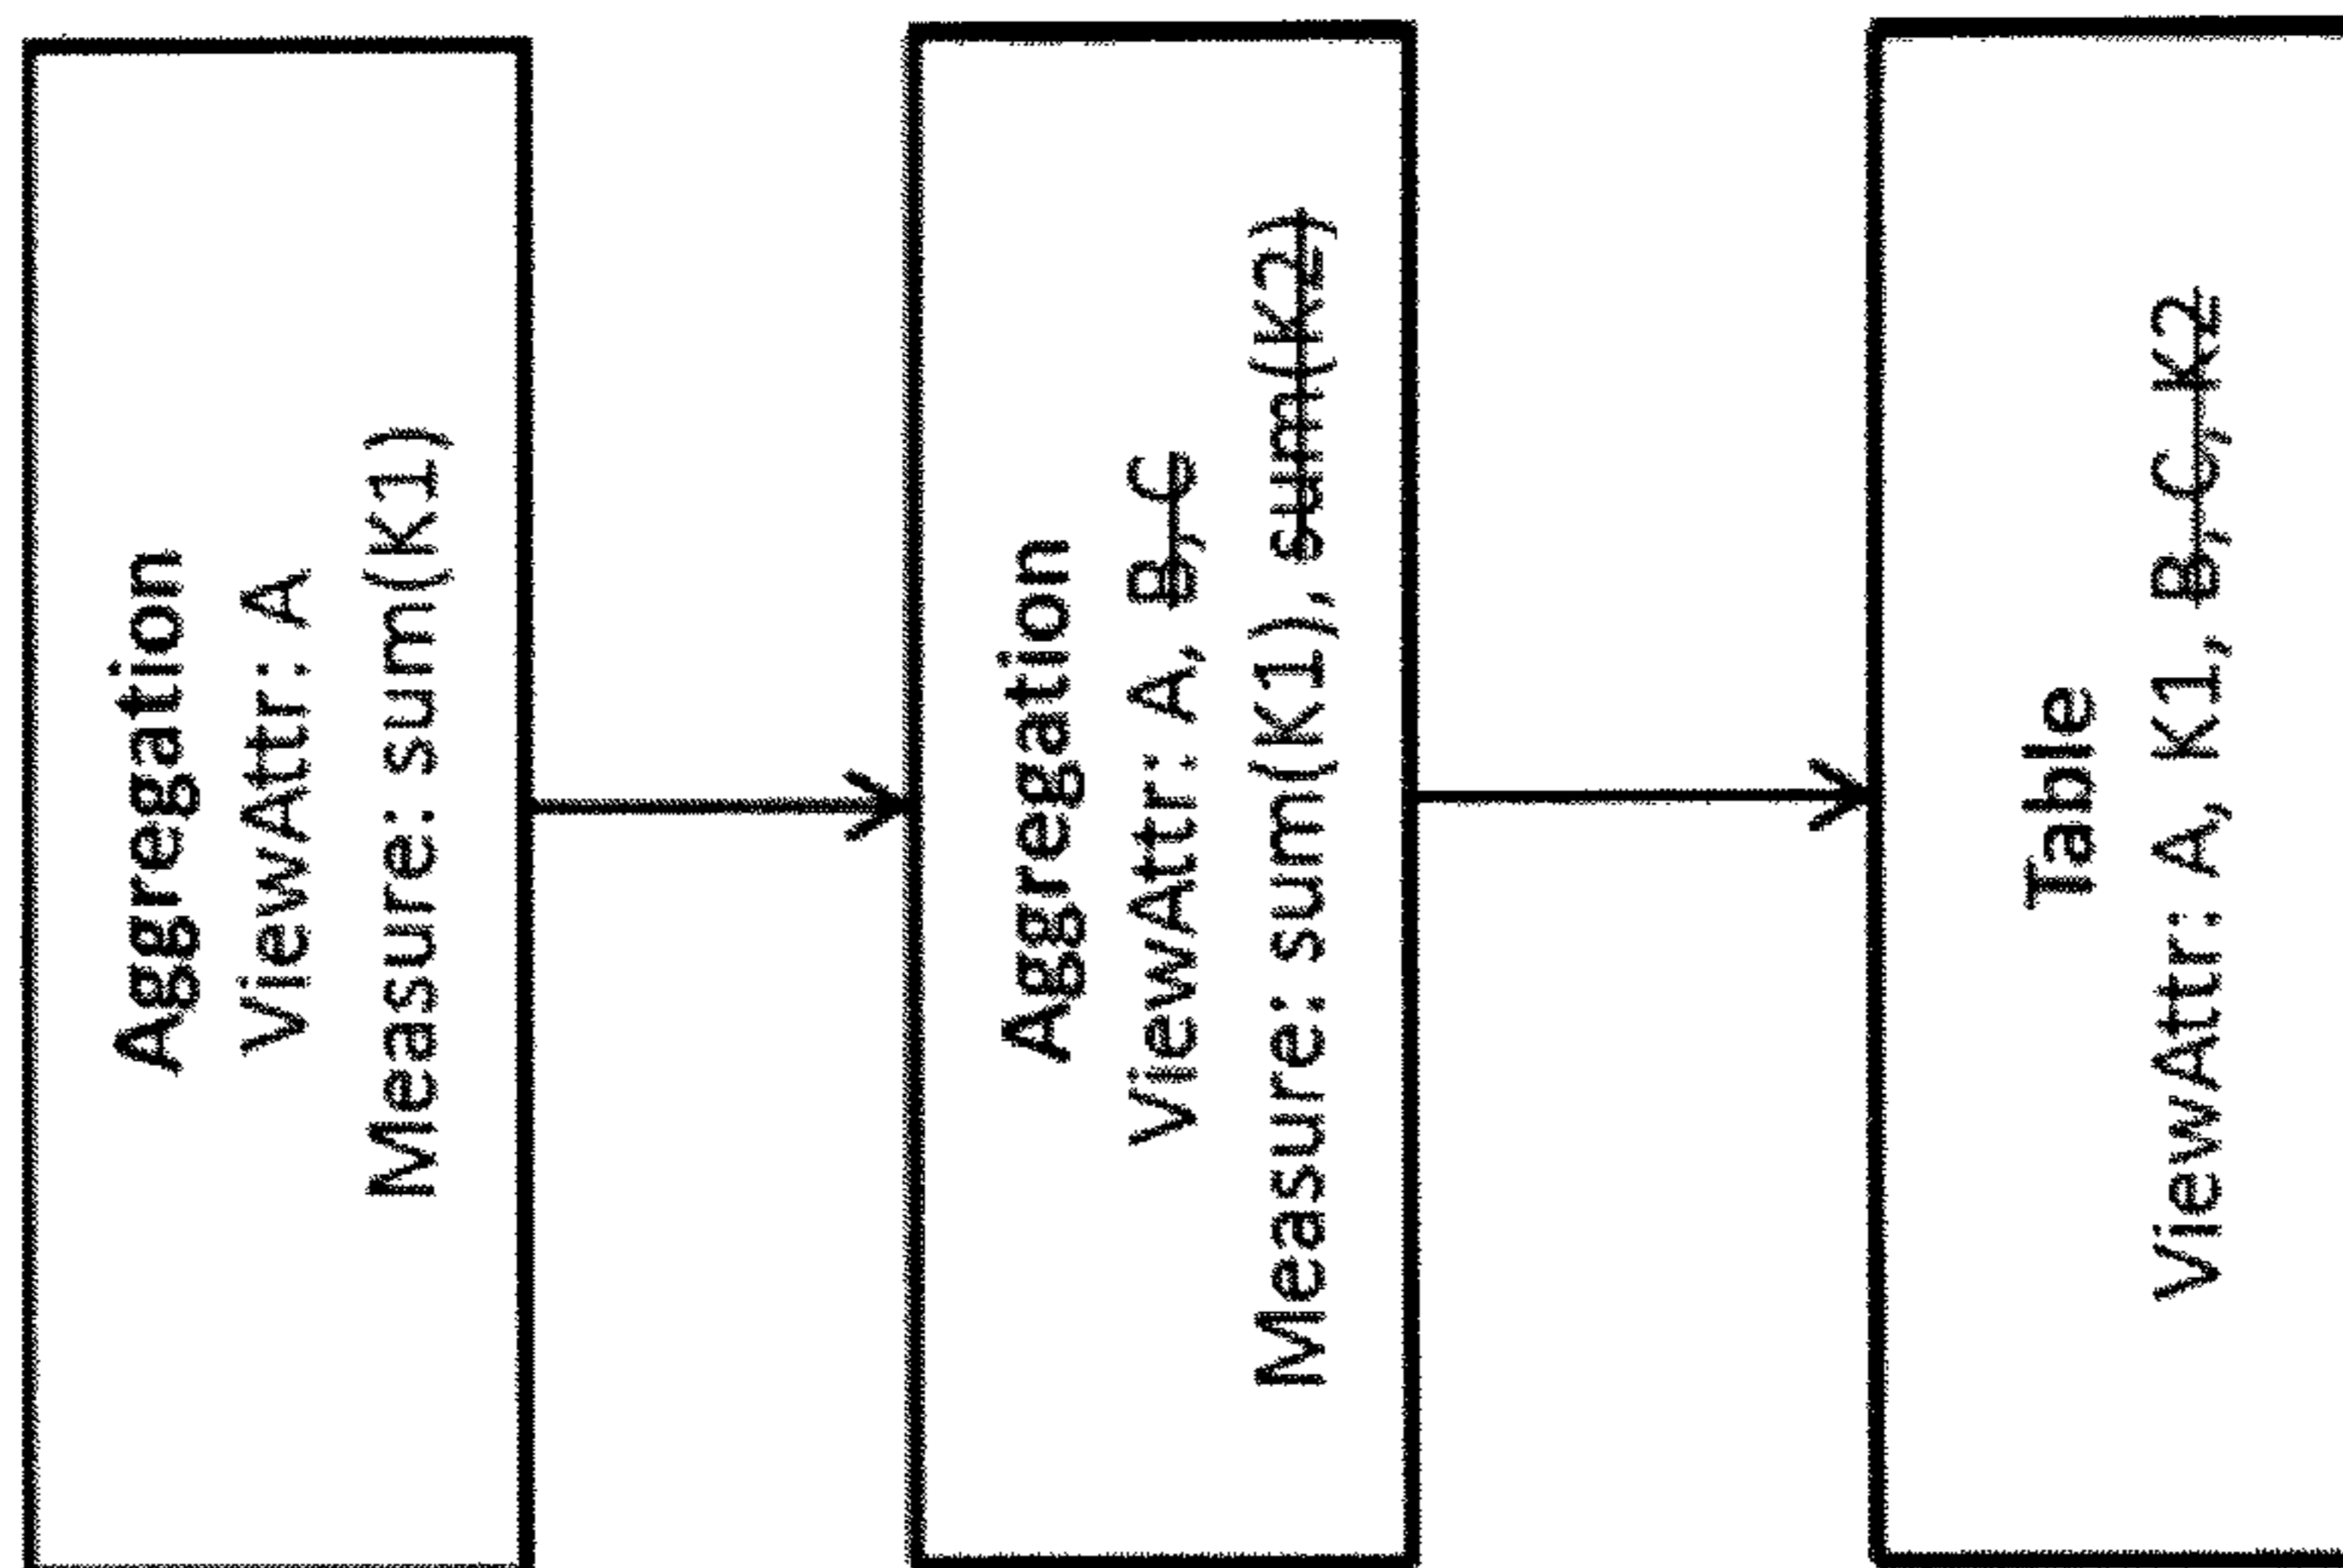 Aggregation
ViewAttr: A
Measure: sum(K1)
Aggregation
ViewAttr: A, B, C
Measure: sum(K1), sum(K2)
Table
ViewAttr: A, K1, B, C, K2